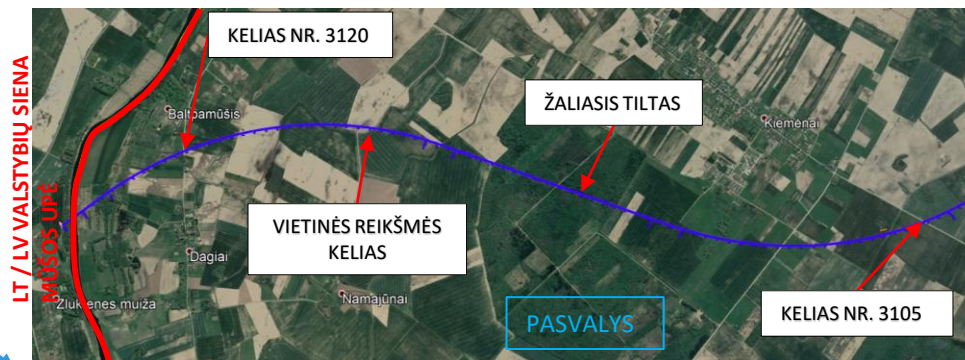 KELIAS NR. 3120
ŽALIASIS TILTAS
Baltpamūšis
Kiemėnai
LT / LV VALSTYBIŲ SIENA
MŪŠOS UPĖ
VIETINĖS REIKŠMĖS
KELIAS
Dagiai
Namajūnai
Zlukenes muiža
PASVALYS
KELIAS NR. 3105